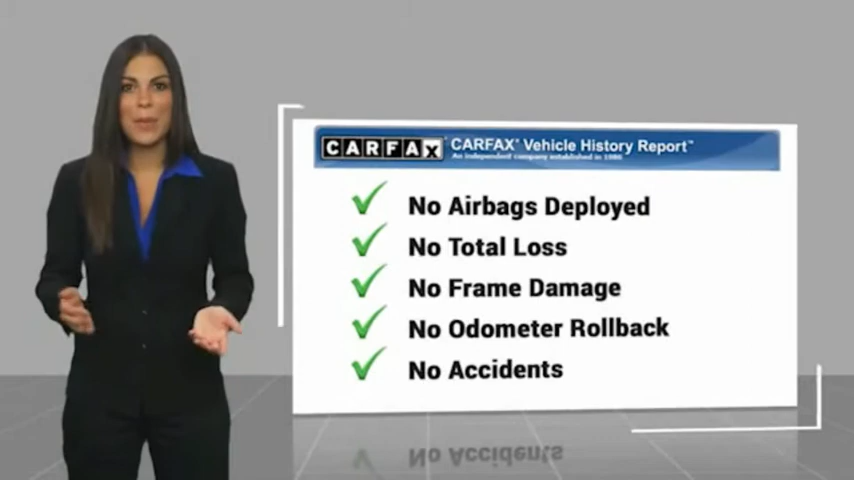 CARFAX CARFAX® Vehicle History Report™
An independent company established in 1986
No Airbags Deployed
No Total Loss
No Frame Damage
No Odometer Rollback
No Accidents
No Accidents